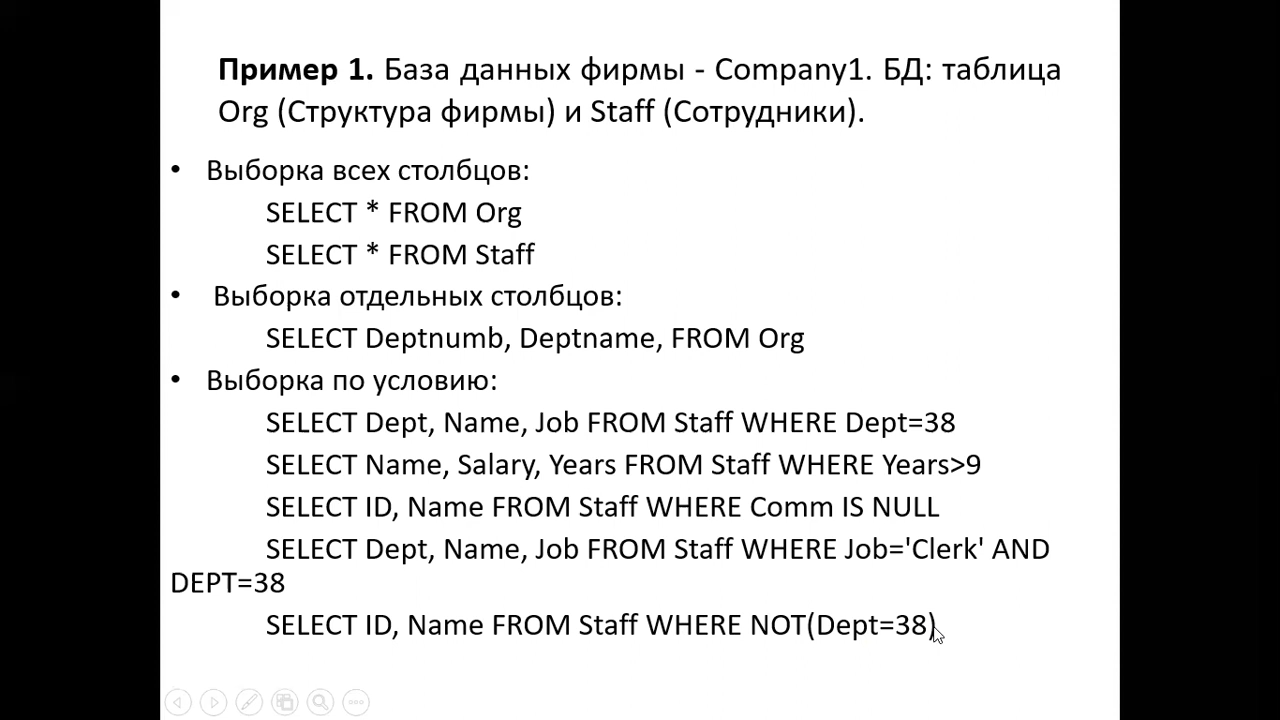 Пример 1. База данных фирмы - Company1. БД: таблица
Org (Структура фирмы) и Staff (Сотрудники).
• Выборка всех столбцов:
SELECT * FROM Org
SELECT * FROM Staff
• Выборка отдельных столбцов:
SELECT Deptnumb, Deptname, FROM Org
• Выборка по условию:
SELECT Dept, Name, Job FROM Staff WHERE Dept=38
SELECT Name, Salary, Years FROM Staff WHERE Years>9
SELECT ID, Name FROM Staff WHERE Comm IS NULL
SELECT Dept, Name, Job FROM Staff WHERE Job='Clerk' AND
DEPT=38
SELECT ID, Name FROM Staff WHERE NOT(Dept=38)